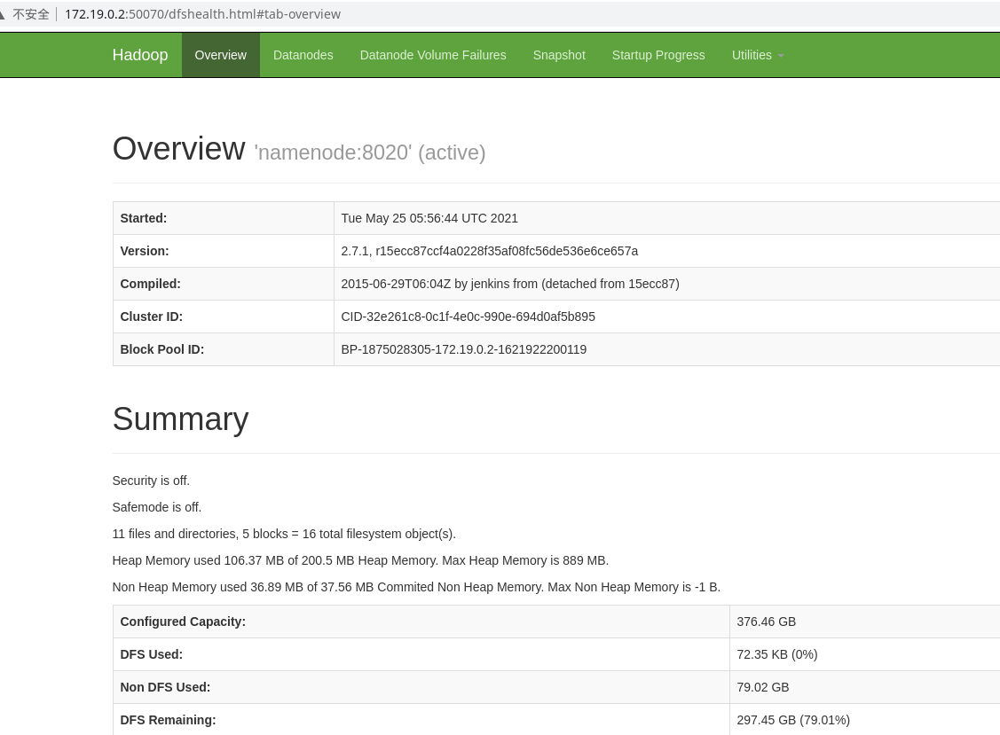 不安全 172.19.0.2:50070/dfshealth.html#tab-overview
Hadoop Overview Datanodes Datanode Volume Failures Snapshot Startup Progress Utilities
Overview 'namenode:8020' (active)
Started: Tue May 25 05:56:44 UTC 2021
Version: 2.7.1, r15ecc87ccf4a0228f35af08fc56de536e6ce657a
Compiled: 2015-06-29T06:04Z by jenkins from (detached from 15ecc87)
Cluster ID: CID-32e261c8-0c1f-4e0c-990e-694d0af5b895
Block Pool ID: BP-1875028305-172.19.0.2-1621922200119
Summary
Security is off.
Safemode is off.
11 files and directories, 5 blocks = 16 total filesystem object(s).
Heap Memory used 106.37 MB of 200.5 MB Heap Memory. Max Heap Memory is 889 MB.
Non Heap Memory used 36.89 MB of 37.56 MB Commited Non Heap Memory. Max Non Heap Memory is -1 B.
Configured Capacity: 376.46 GB
DFS Used: 72.35 KB (0%)
Non DFS Used: 79.02 GB
DFS Remaining: 297.45 GB (79.01%)